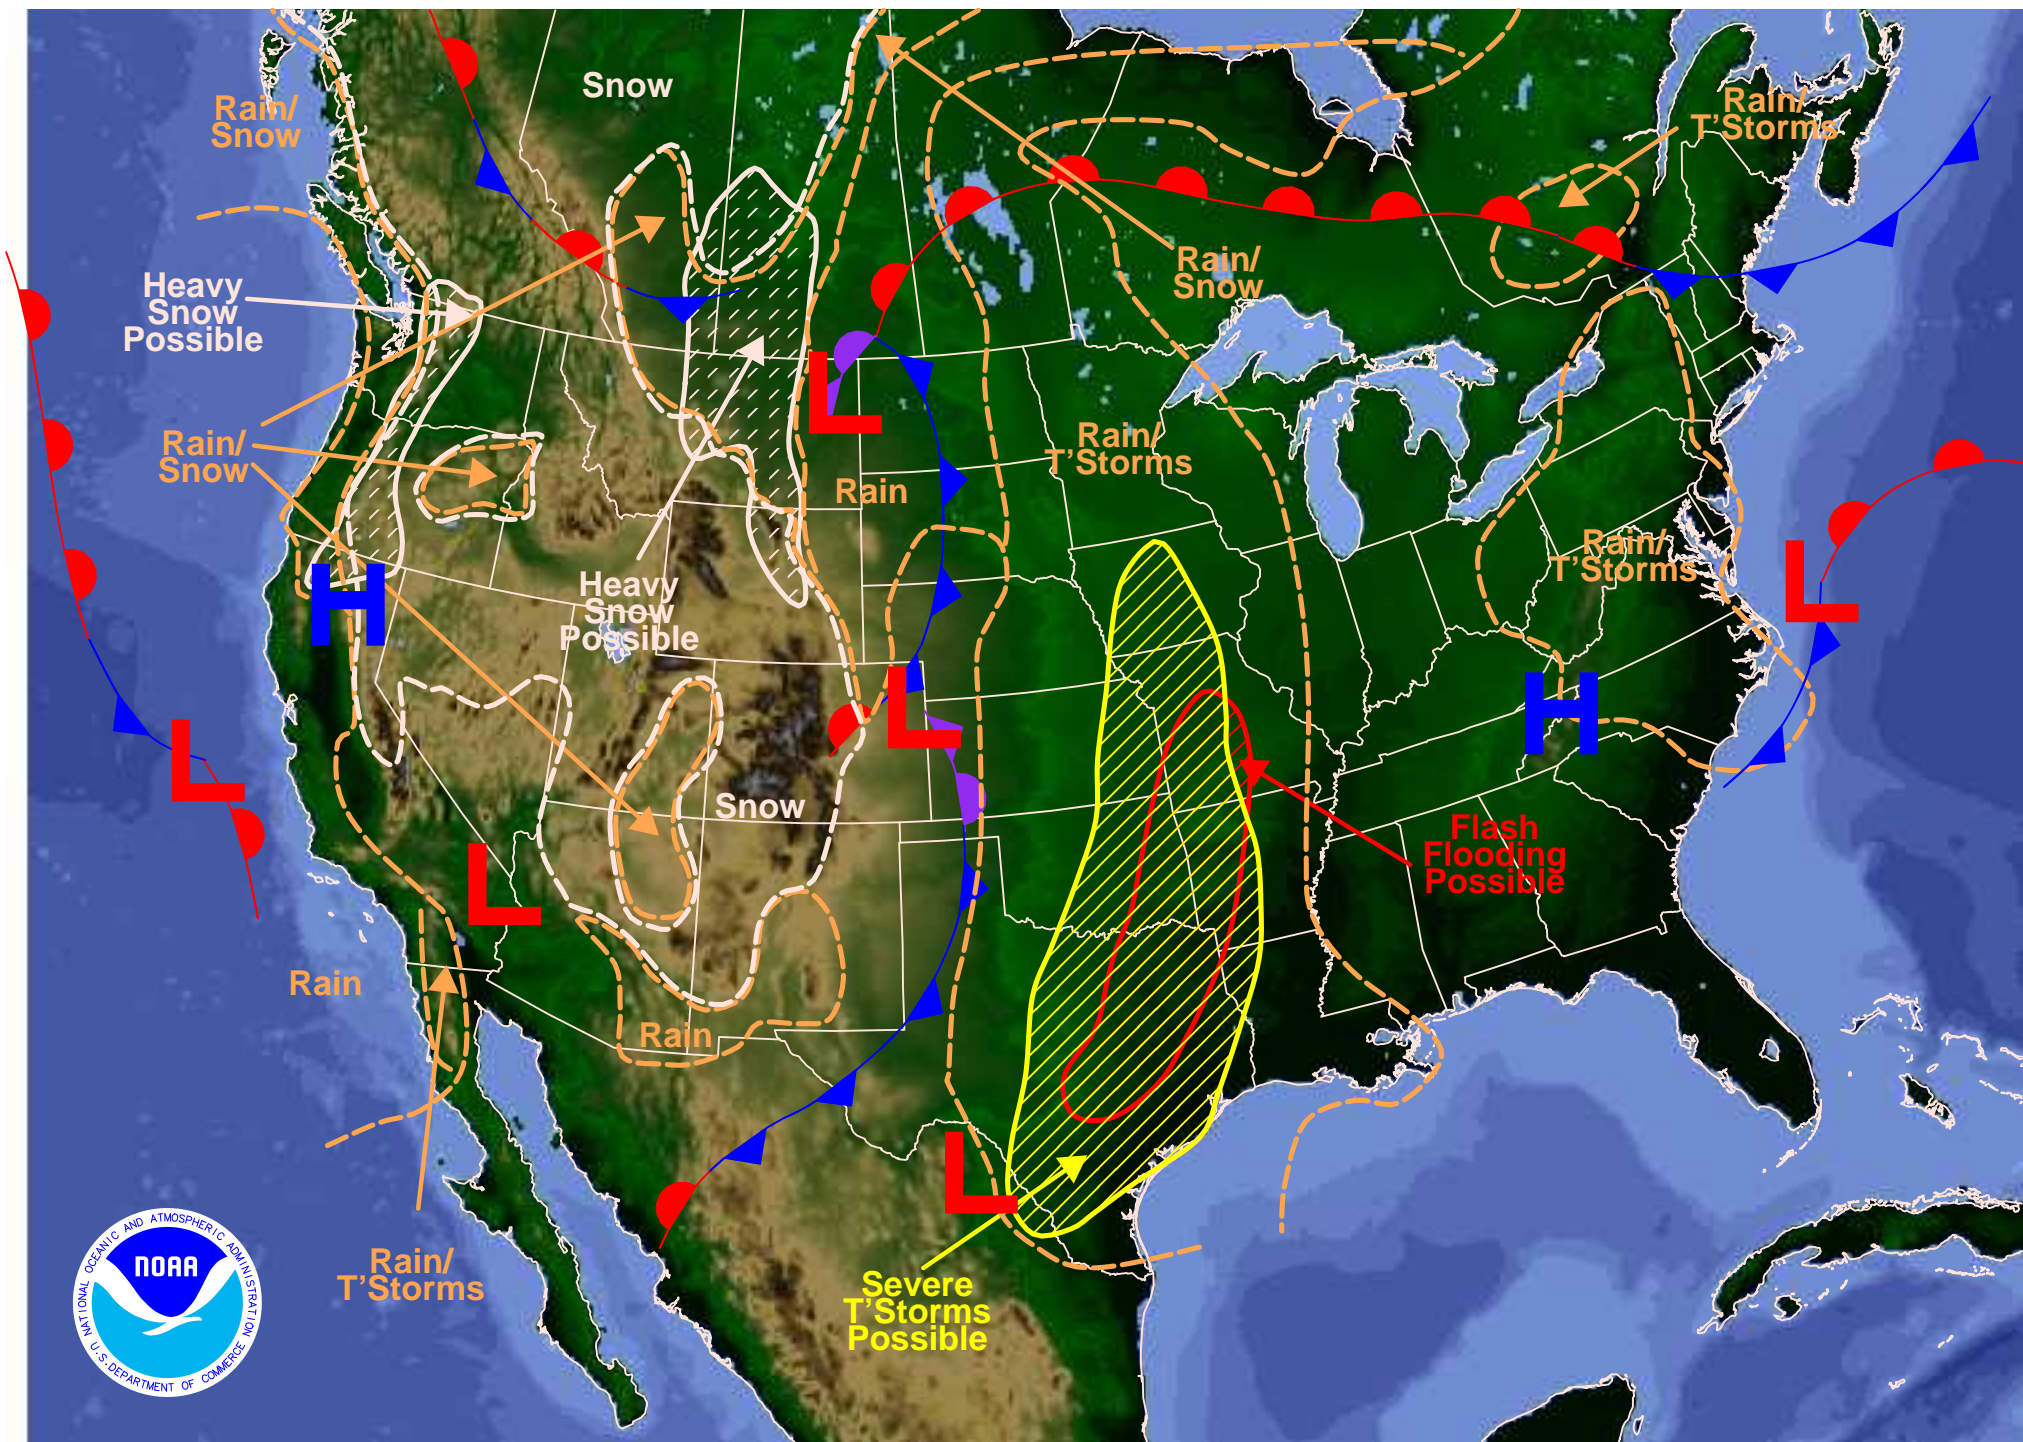 Snow
Rain/
Snow
Rain/
T'Storms
Heavy
Snow
Possible
Rain/
Snow
Rain/
Snow
Rain/
T'Storms
Rain
Rain/
T'Storms
Heavy
Snow
Possible
H
L
L
H
L
L
Snow
Flash
Flooding
Possible
L
Rain
Rain
L
Severe
T'Storms
Possible
Rain/
T'Storms
L
NATIONAL OCEANIC AND ATMOSPHERIC ADMINISTRATION
NOAA
U.S. DEPARTMENT OF COMMERCE